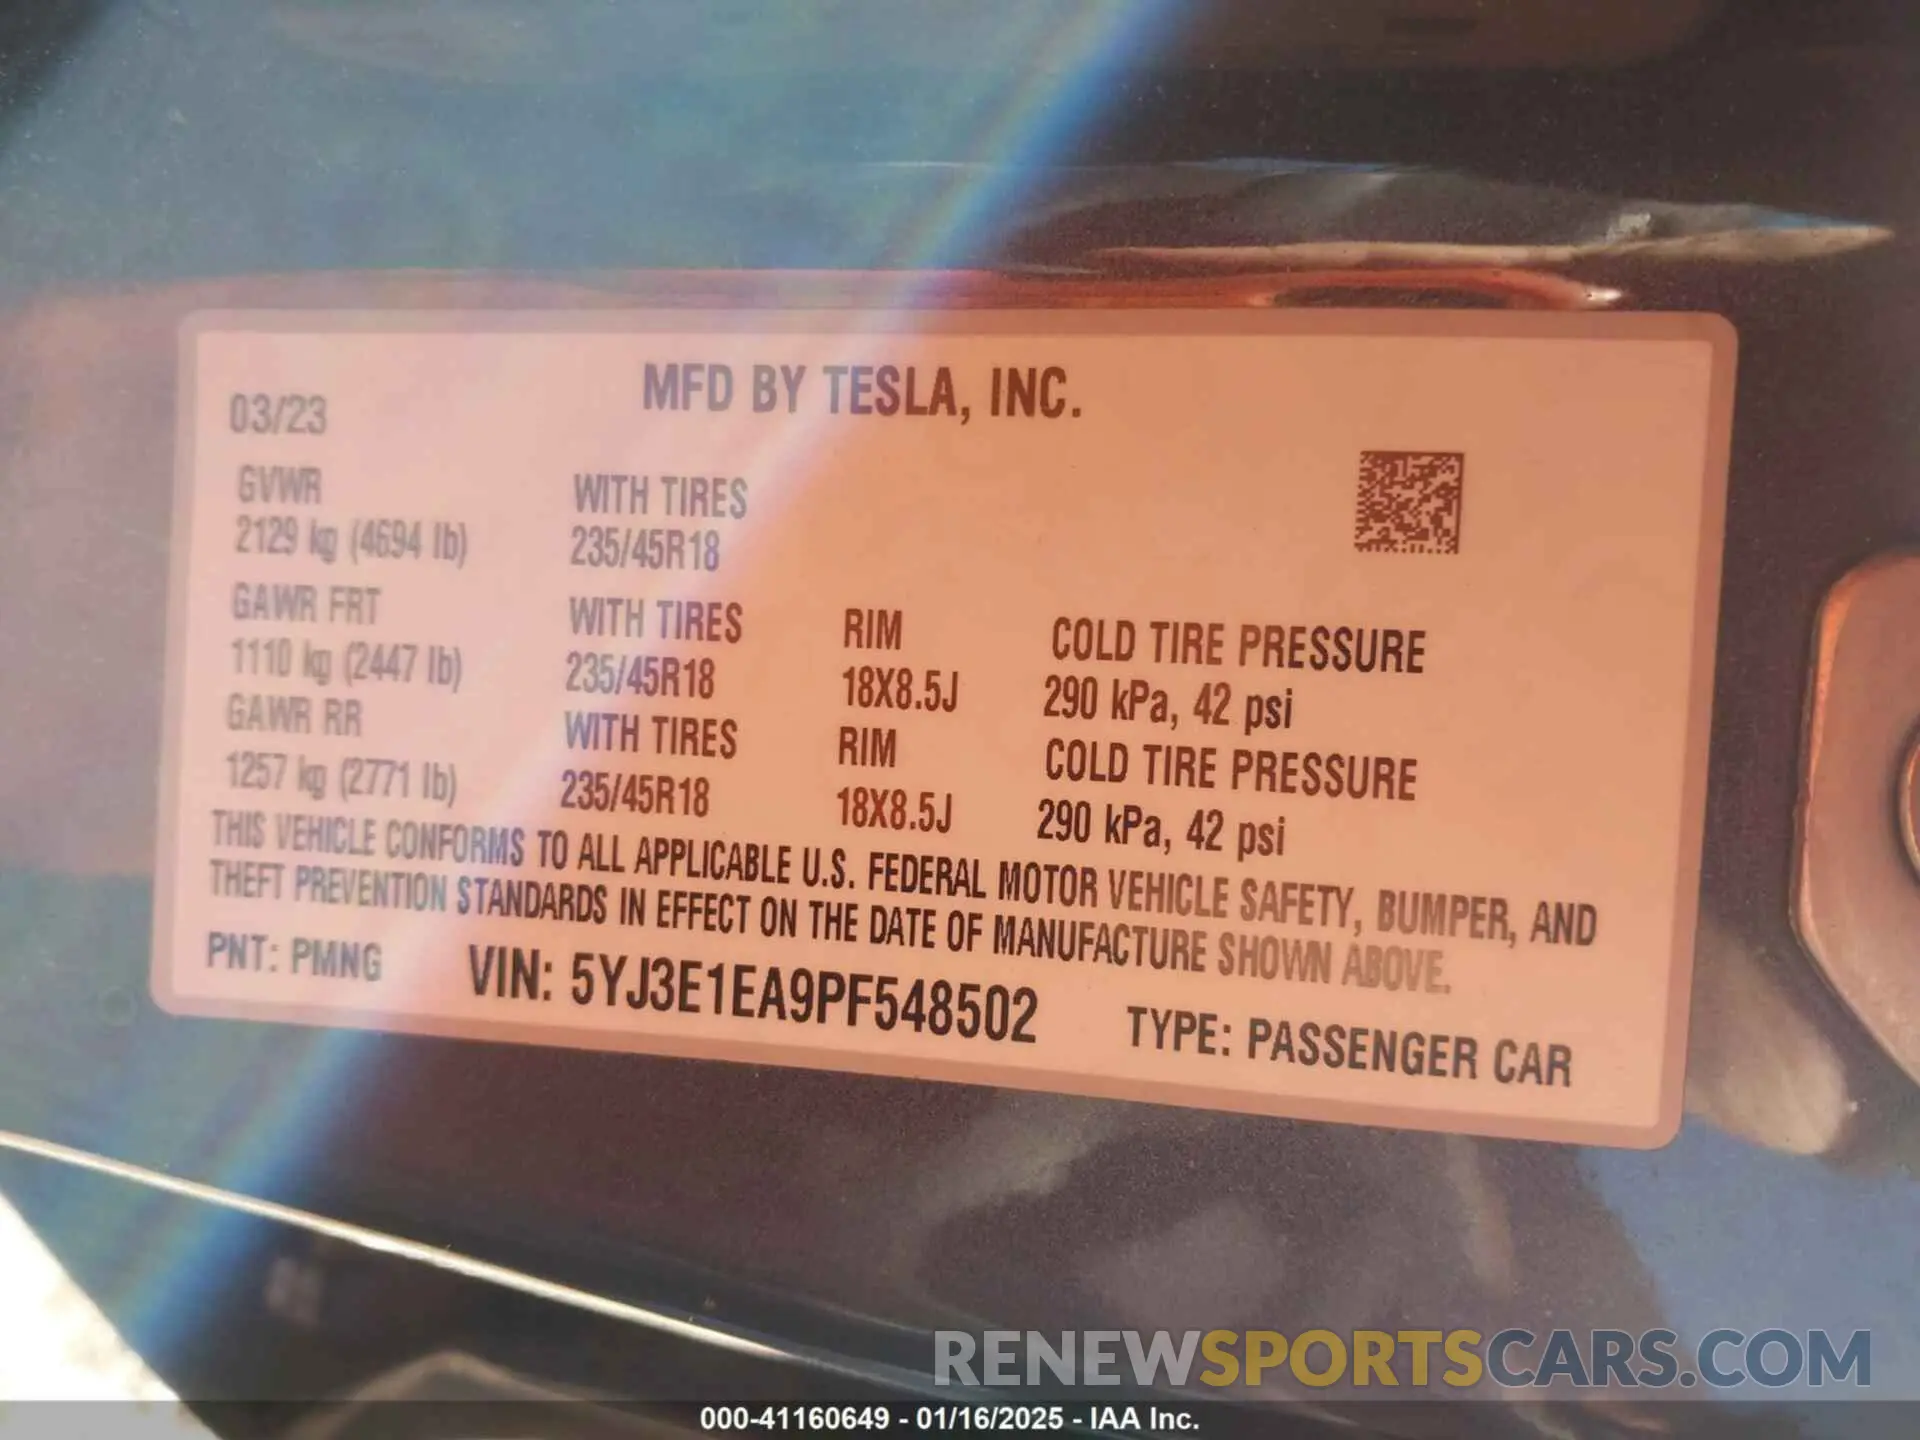 MFD BY TESLA, INC.
03/23
GVWR WITH TIRES
2129 kg (4694 lb) 235/45R18
GAWR FRT WITH TIRES RIM COLD TIRE PRESSURE
1110 kg (2447 lb) 235/45R18 18X8.5J 290 kPa, 42 psi
GAWR RR WITH TIRES RIM COLD TIRE PRESSURE
1257 kg (2771 lb) 235/45R18 18X8.5J 290 kPa, 42 psi
THIS VEHICLE CONFORMS TO ALL APPLICABLE U.S. FEDERAL MOTOR VEHICLE SAFETY, BUMPER, AND
THEFT PREVENTION STANDARDS IN EFFECT ON THE DATE OF MANUFACTURE SHOWN ABOVE.
PNT: PMNG VIN: 5YJ3E1EA9PF548502 TYPE: PASSENGER CAR
RENEWSPORTSCARS.COM
000-41160649 - 01/16/2025 - IAA Inc.